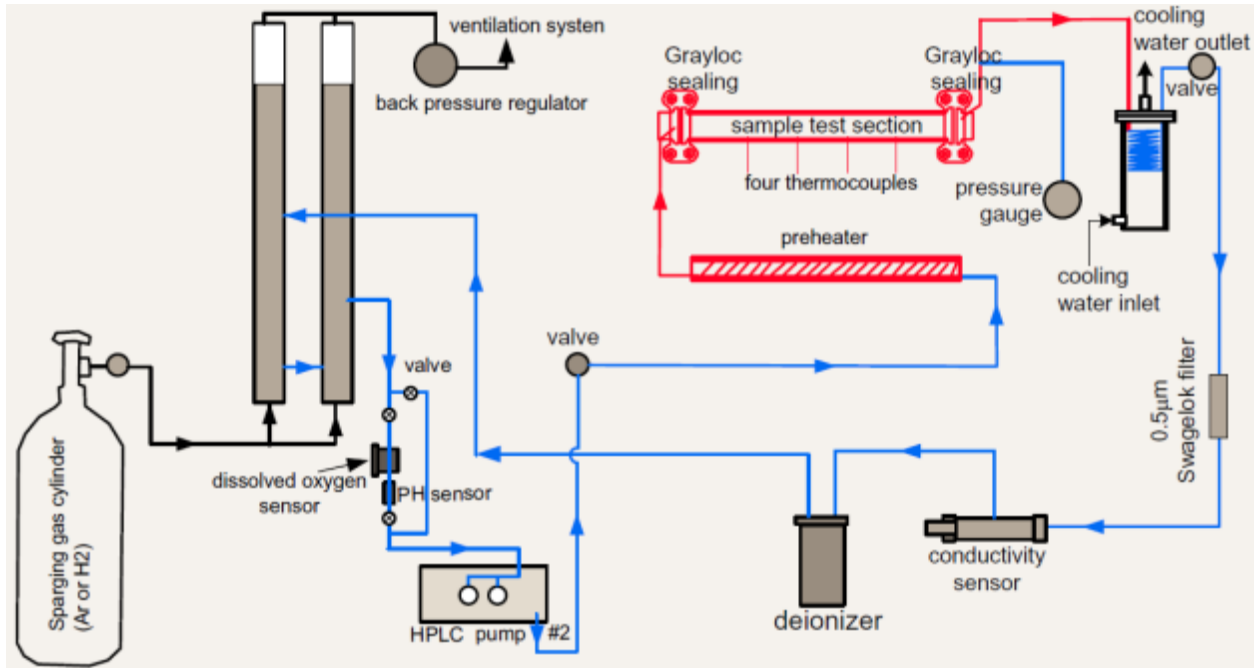 ventilation systen
back pressure regulator
Grayloc
sealing
Grayloc
sealing
cooling
water outlet
valve
sample test section
four thermocouples
pressure
gauge
preheater
cooling
water inlet
valve
valve
0.5µm
Swagelok filter
Sparging gas cylinder
(Ar or H2)
dissolved oxygen
sensor
PH sensor
conductivity
sensor
deionizer
HPLC pump #2